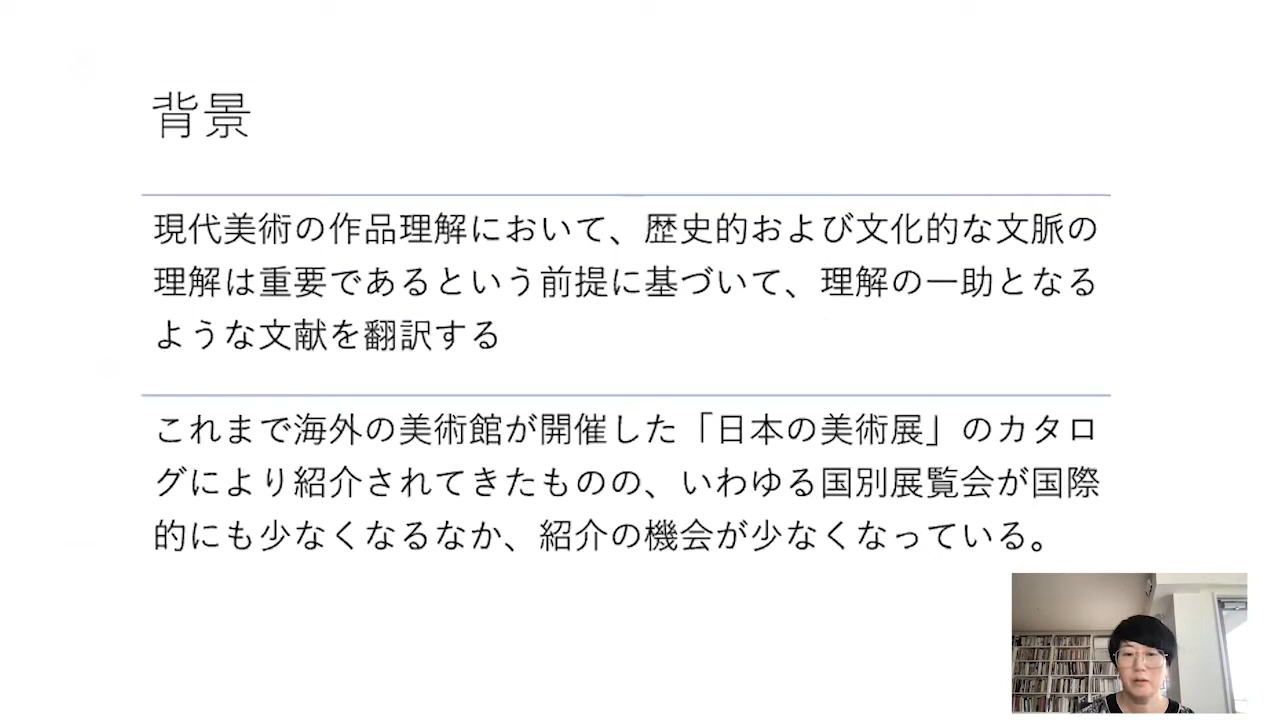 背景
現代美術の作品理解において、歴史的および文化的な文脈の
理解は重要であるという前提に基づいて、理解の一助となる
ような文献を翻訳する
これまで海外の美術館が開催した「日本の美術展」のカタロ
グにより紹介されてきたものの、いわゆる国別展覧会が国際
的にも少なくなるなか、紹介の機会が少なくなっている。